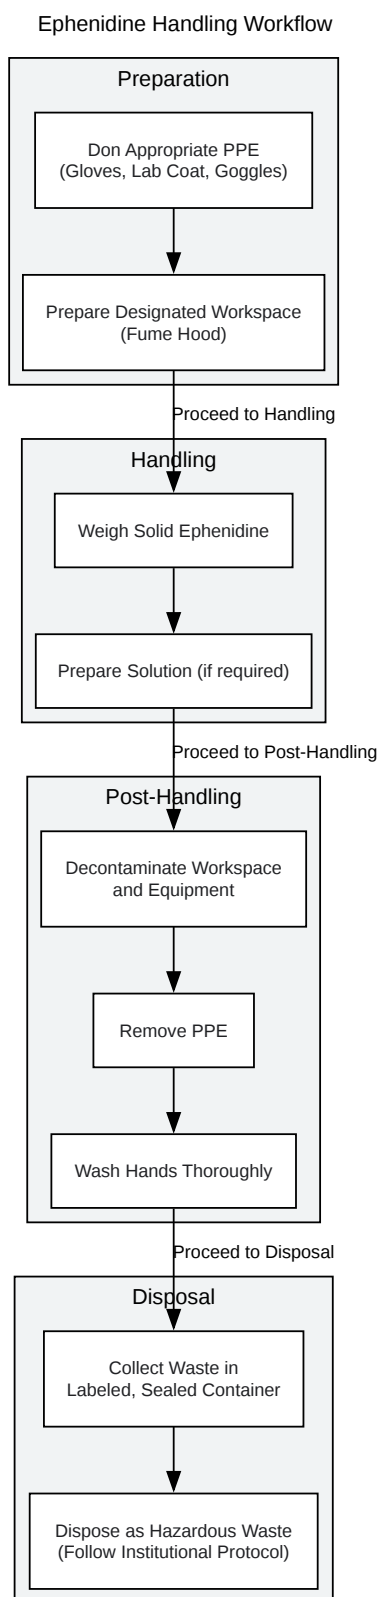 Ephenidine Handling Workflow
Preparation
Don Appropriate PPE
(Gloves, Lab Coat, Goggles)
Prepare Designated Workspace
(Fume Hood)
Proceed to Handling
Handling
Weigh Solid Ephenidine
Prepare Solution (if required)
Proceed to Post-Handling
Post-Handling
Decontaminate Workspace
and Equipment
Remove PPE
Wash Hands Thoroughly
Proceed to Disposal
Disposal
Collect Waste in
Labeled, Sealed Container
Dispose as Hazardous Waste
(Follow Institutional Protocol)